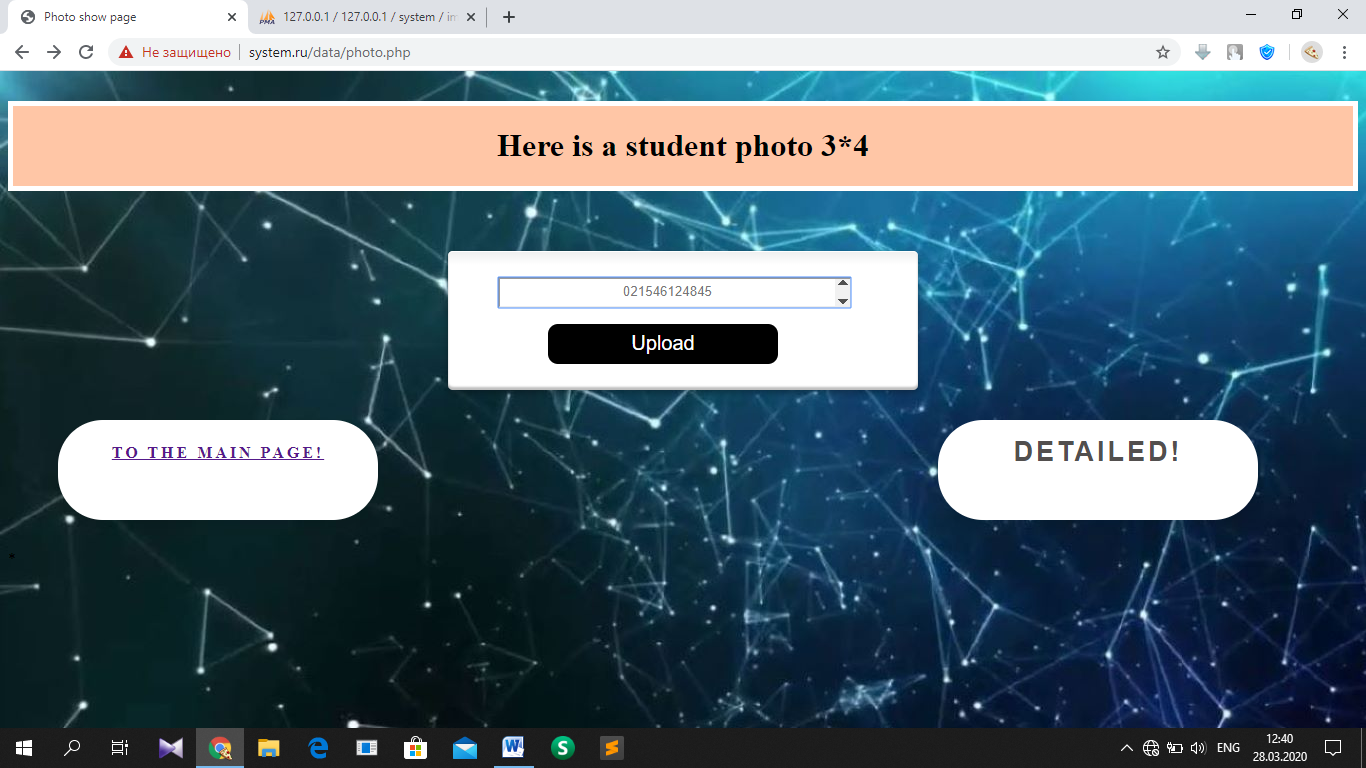 Photo show page
PMA 127.0.0.1 / 127.0.0.1 / system / im
Не защищено system.ru/data/photo.php
Here is a student photo 3*4
021546124845
Upload
TO THE MAIN PAGE!
DETAILED!
W S
ENG
12:40
28.03.2020